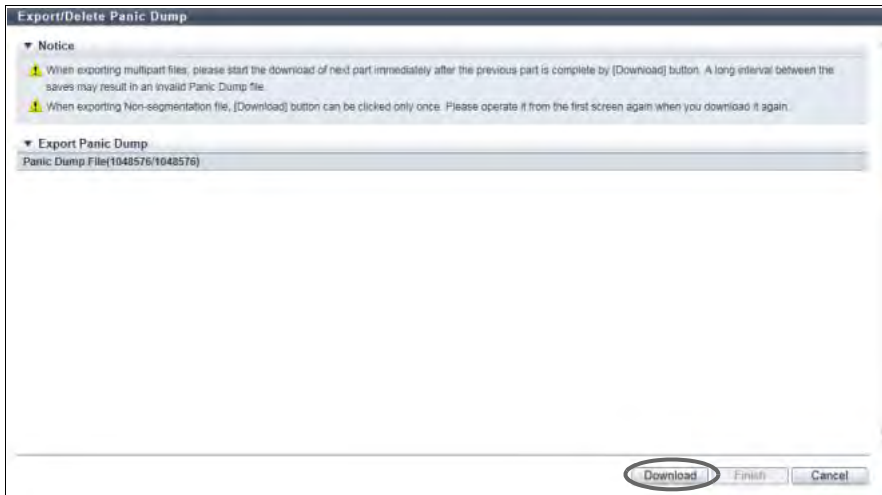 Export/Delete Panic Dump
Notice
When exporting multipart files, please start the download of next part immediately after the previous part is complete by [Download] button. A long interval between the
saves may result in an invalid Panic Dump file.
When exporting Non-segmentation file, [Download] button can be clicked only once. Please operate it from the first screen again when you download it again.
Export Panic Dump
Panic Dump File(1048576/1048576)
Download Finish Cancel